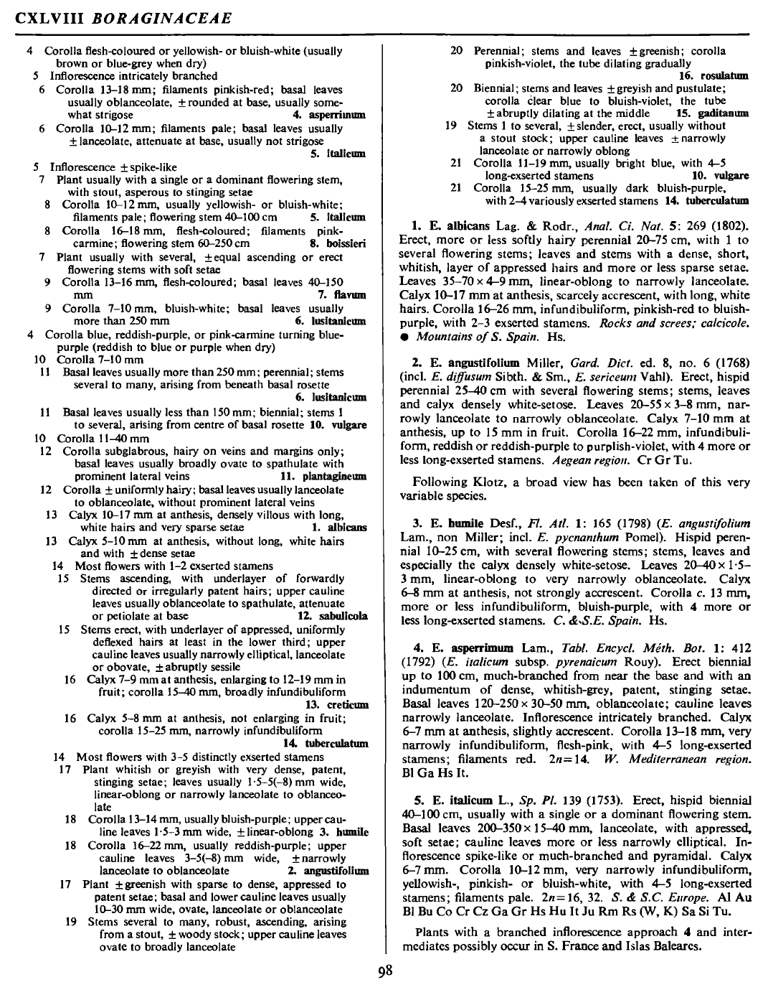 CXLVIII BORAGINACEAE
4 Corolla flesh-coloured or yellowish- or bluish-white (usually
brown or blue-grey when dry)
5 Inflorescence intricately branched
6 Corolla 13–18 mm; filaments pinkish-red; basal leaves
usually oblanceolate, ±rounded at base, usually some-
what strigose 4. asperrimum
6 Corolla 10–12 mm; filaments pale; basal leaves usually
±lanceolate, attenuate at base, usually not strigose
5. italicum
5 Inflorescence ±spike-like
7 Plant usually with a single or a dominant flowering stem,
with stout, asperous to stinging setae
8 Corolla 10–12 mm, usually yellowish- or bluish-white;
filaments pale; flowering stem 40–100 cm 5. italicum
8 Corolla 16–18 mm, flesh-coloured; filaments pink-
carmine; flowering stem 60–250 cm 8. boissieri
7 Plant usually with several, ±equal ascending or erect
flowering stems with soft setae
9 Corolla 13–16 mm, flesh-coloured; basal leaves 40–150
mm 7. flavum
9 Corolla 7–10 mm, bluish-white; basal leaves usually
more than 250 mm 6. lusitanicum
4 Corolla blue, reddish-purple, or pink-carmine turning blue-
purple (reddish to blue or purple when dry)
10 Corolla 7–10 mm
11 Basal leaves usually more than 250 mm; perennial; stems
several to many, arising from beneath basal rosette
6. lusitanicum
11 Basal leaves usually less than 150 mm; biennial; stems 1
to several, arising from centre of basal rosette 10. vulgare
10 Corolla 11–40 mm
12 Corolla subglabrous, hairy on veins and margins only;
basal leaves usually broadly ovate to spathulate with
prominent lateral veins 11. plantagineum
12 Corolla ±uniformly hairy; basal leaves usually lanceolate
to oblanceolate, without prominent lateral veins
13 Calyx 10–17 mm at anthesis, densely villous with long,
white hairs and very sparse setae 1. albicans
13 Calyx 5–10 mm at anthesis, without long, white hairs
and with ±dense setae
14 Most flowers with 1–2 exserted stamens
15 Stems ascending, with underlayer of forwardly
directed or irregularly patent hairs; upper cauline
leaves usually oblanceolate to spathulate, attenuate
or petiolate at base 12. sabulicola
15 Stems erect, with underlayer of appressed, uniformly
deflexed hairs at least in the lower third; upper
cauline leaves usually narrowly elliptical, lanceolate
or obovate, ±abruptly sessile
16 Calyx 7–9 mm at anthesis, enlarging to 12–19 mm in
fruit; corolla 15–40 mm, broadly infundibuliform
13. creticum
16 Calyx 5–8 mm at anthesis, not enlarging in fruit;
corolla 15–25 mm, narrowly infundibuliform
14. tuberculatum
14 Most flowers with 3–5 distinctly exserted stamens
17 Plant whitish or greyish with very dense, patent,
stinging setae; leaves usually 1·5–5(–8) mm wide,
linear-oblong or narrowly lanceolate to oblanceo-
late
18 Corolla 13–14 mm, usually bluish-purple; upper cau-
line leaves 1·5–3 mm wide, ±linear-oblong 3. humile
18 Corolla 16–22 mm, usually reddish-purple; upper
cauline leaves 3–5(–8) mm wide, ±narrowly
lanceolate to oblanceolate 2. angustifolium
17 Plant ±greenish with sparse to dense, appressed to
patent setae; basal and lower cauline leaves usually
10–30 mm wide, ovate, lanceolate or oblanceolate
19 Stems several to many, robust, ascending, arising
from a stout, ±woody stock; upper cauline leaves
ovate to broadly lanceolate
20 Perennial; stems and leaves ±greenish; corolla
pinkish-violet, the tube dilating gradually
16. rosulatum
20 Biennial; stems and leaves ±greyish and pustulate;
corolla clear blue to bluish-violet, the tube
±abruptly dilating at the middle 15. gaditanum
19 Stems 1 to several, ±slender, erect, usually without
a stout stock; upper cauline leaves ±narrowly
lanceolate or narrowly oblong
21 Corolla 11–19 mm, usually bright blue, with 4–5
long-exserted stamens 10. vulgare
21 Corolla 15–25 mm, usually dark bluish-purple,
with 2–4 variously exserted stamens 14. tuberculatum
1. E. albicans Lag. & Rodr., Anal. Ci. Nat. 5: 269 (1802).
Erect, more or less softly hairy perennial 20–75 cm, with 1 to
several flowering stems; leaves and stems with a dense, short,
whitish, layer of appressed hairs and more or less sparse setae.
Leaves 35–70×4–9 mm, linear-oblong to narrowly lanceolate.
Calyx 10–17 mm at anthesis, scarcely accrescent, with long, white
hairs. Corolla 16–26 mm, infundibuliform, pinkish-red to bluish-
purple, with 2–3 exserted stamens. Rocks and screes; calcicole.
● Mountains of S. Spain. Hs.
2. E. angustifolium Miller, Gard. Dict. ed. 8, no. 6 (1768)
(incl. E. diffusum Sibth. & Sm., E. sericeum Vahl). Erect, hispid
perennial 25–40 cm with several flowering stems; stems, leaves
and calyx densely white-setose. Leaves 20–55×3–8 mm, nar-
rowly lanceolate to narrowly oblanceolate. Calyx 7–10 mm at
anthesis, up to 15 mm in fruit. Corolla 16–22 mm, infundibuli-
form, reddish or reddish-purple to purplish-violet, with 4 more or
less long-exserted stamens. Aegean region. Cr Gr Tu.
Following Klotz, a broad view has been taken of this very
variable species.
3. E. humile Desf., Fl. Atl. 1: 165 (1798) (E. angustifolium
Lam., non Miller; incl. E. pycnanthum Pomel). Hispid peren-
nial 10–25 cm, with several flowering stems; stems, leaves and
especially the calyx densely white-setose. Leaves 20–40×1·5–
3 mm, linear-oblong to very narrowly oblanceolate. Calyx
6–8 mm at anthesis, not strongly accrescent. Corolla c. 13 mm,
more or less infundibuliform, bluish-purple, with 4 more or
less long-exserted stamens. C. & S.E. Spain. Hs.
4. E. asperrimum Lam., Tabl. Encycl. Méth. Bot. 1: 412
(1792) (E. italicum subsp. pyrenaicum Rouy). Erect biennial
up to 100 cm, much-branched from near the base and with an
indumentum of dense, whitish-grey, patent, stinging setae.
Basal leaves 120–250×30–50 mm, oblanceolate; cauline leaves
narrowly lanceolate. Inflorescence intricately branched. Calyx
6–7 mm at anthesis, slightly accrescent. Corolla 13–18 mm, very
narrowly infundibuliform, flesh-pink, with 4–5 long-exserted
stamens; filaments red. 2n=14. W. Mediterranean region.
Bl Ga Hs It.
5. E. italicum L., Sp. Pl. 139 (1753). Erect, hispid biennial
40–100 cm, usually with a single or a dominant flowering stem.
Basal leaves 200–350×15–40 mm, lanceolate, with appressed,
soft setae; cauline leaves more or less narrowly elliptical. In-
florescence spike-like or much-branched and pyramidal. Calyx
6–7 mm. Corolla 10–12 mm, very narrowly infundibuliform,
yellowish-, pinkish- or bluish-white, with 4–5 long-exserted
stamens; filaments pale. 2n=16, 32. S. & S.C. Europe. Al Au
Bl Bu Co Cr Cz Ga Gr Hs Hu It Ju Rm Rs (W, K) Sa Si Tu.
Plants with a branched inflorescence approach 4 and inter-
mediates possibly occur in S. France and Islas Baleares.
98